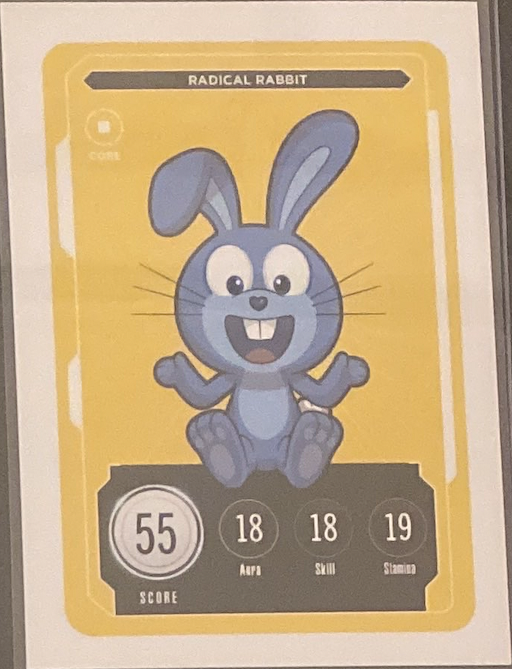 RADICAL RABBIT
CORE
55
18
18
19
Aura
Skill
Stamina
SCORE